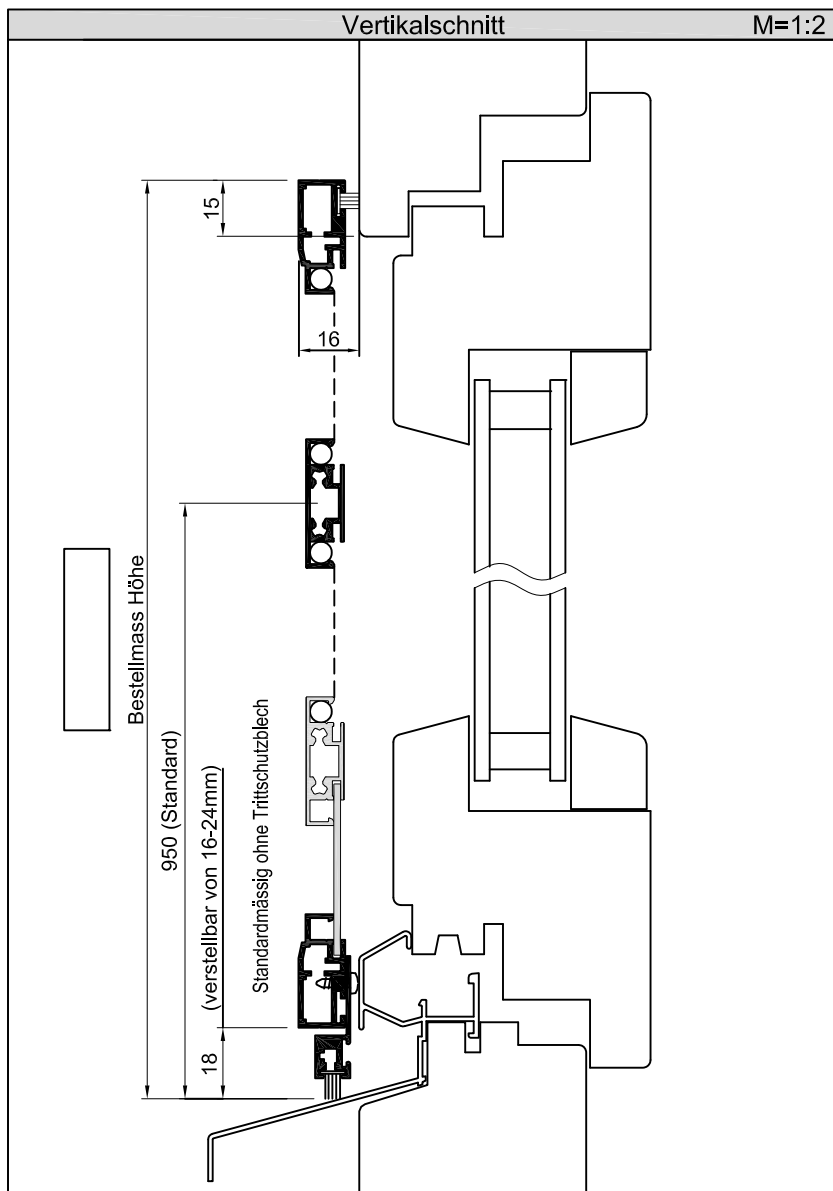 Vertikalschnitt
M=1:2
15
16
Bestellmass Höhe
950 (Standard)
(verstellbar von 16-24mm)
Standardmässig ohne Trittschutzblech
18